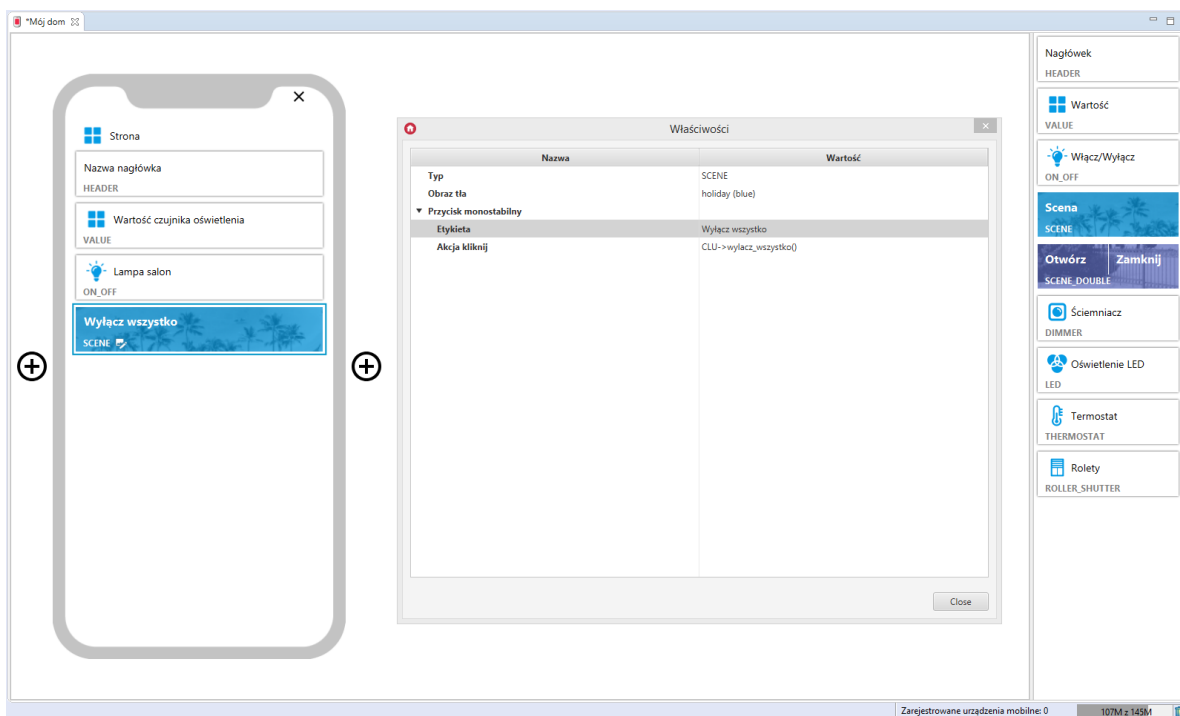 *Mój dom
Strona
Nazwa nagłówka
HEADER
Wartość czujnika oświetlenia
VALUE
Lampa salon
ON_OFF
Wyłącz wszystko
SCENE
Właściwości
Nazwa Wartość
Typ SCENE
Obraz tła holiday (blue)
Przycisk monostabilny
Etykieta Wyłącz wszystko
Akcja kliknij CLU->wylacz_wszystko()
Close
Nagłówek
HEADER
Wartość
VALUE
Włącz/Wyłącz
ON_OFF
Scena
SCENE
Otwórz Zamknij
SCENE_DOUBLE
Ściemniacz
DIMMER
Oświetlenie LED
LED
Termostat
THERMOSTAT
Rolety
ROLLER_SHUTTER
Zarejestrowane urządzenia mobilne: 0 107M z 145M